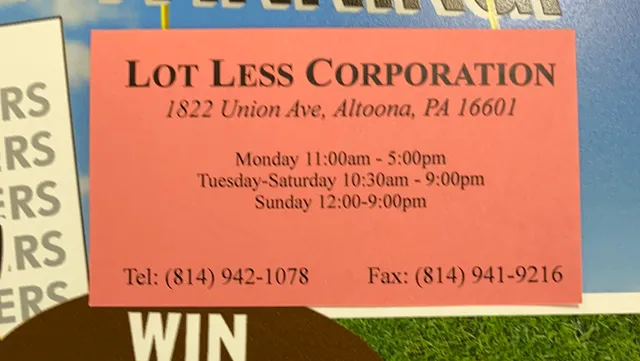 LOT LESS CORPORATION
1822 Union Ave, Altoona, PA 16601
Monday 11:00am - 5:00pm
Tuesday-Saturday 10:30am - 9:00pm
Sunday 12:00-9:00pm
Tel: (814) 942-1078 Fax: (814) 941-9216
WIN